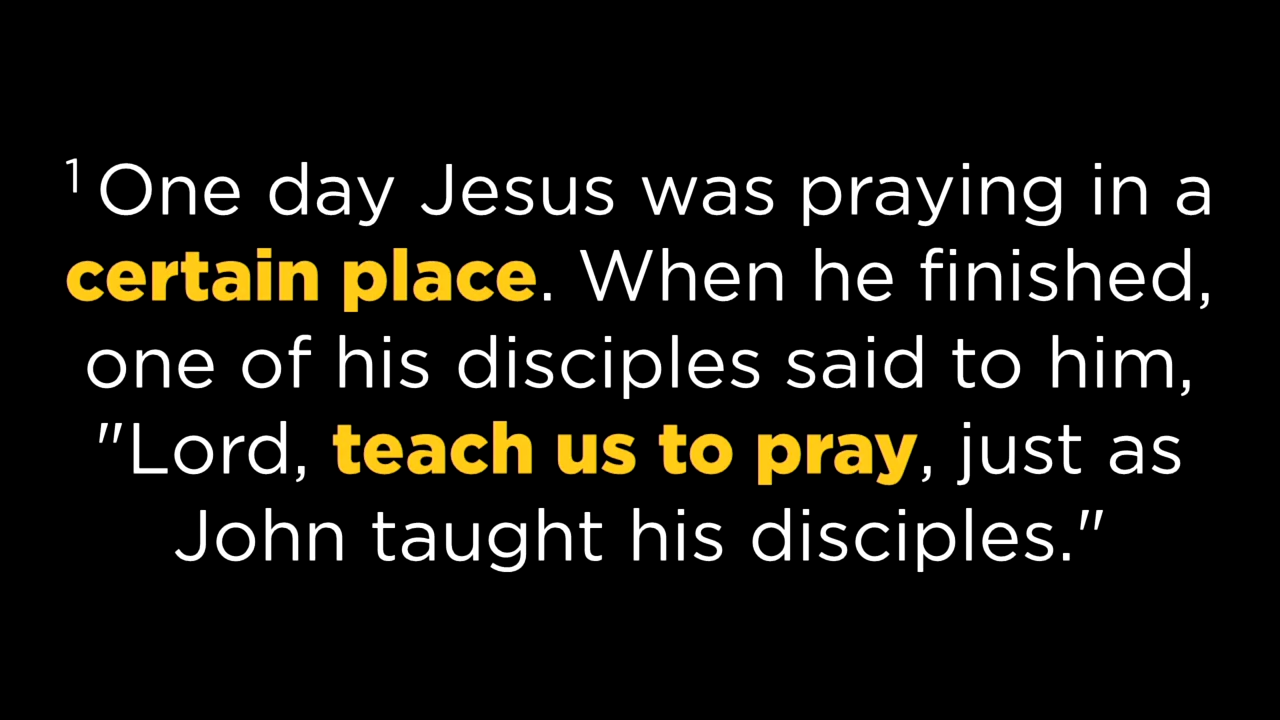 ¹ One day Jesus was praying in a
certain place. When he finished,
one of his disciples said to him,
"Lord, teach us to pray, just as
John taught his disciples."